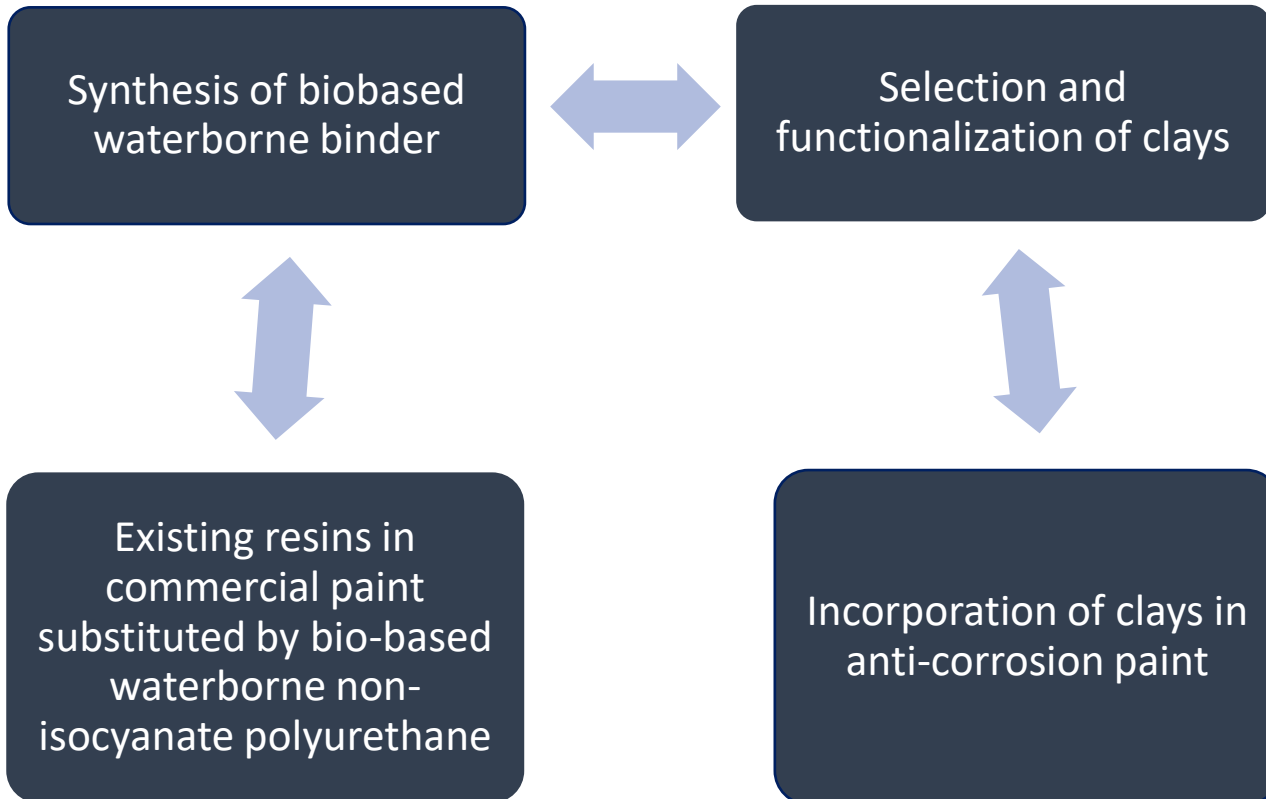 Synthesis of biobased
waterborne binder
Selection and
functionalization of clays
Existing resins in
commercial paint
substituted by bio-based
waterborne non-
isocyanate polyurethane
Incorporation of clays in
anti-corrosion paint